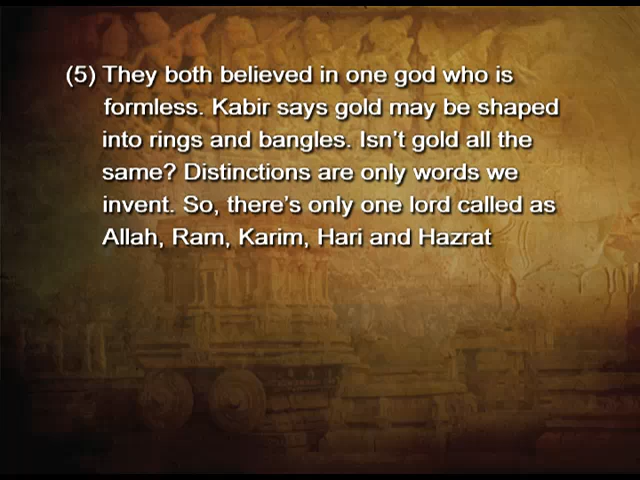 (5) They both believed in one god who is
formless. Kabir says gold may be shaped
into rings and bangles. Isn't gold all the
same? Distinctions are only words we
invent. So, there's only one lord called as
Allah, Ram, Karim, Hari and Hazrat